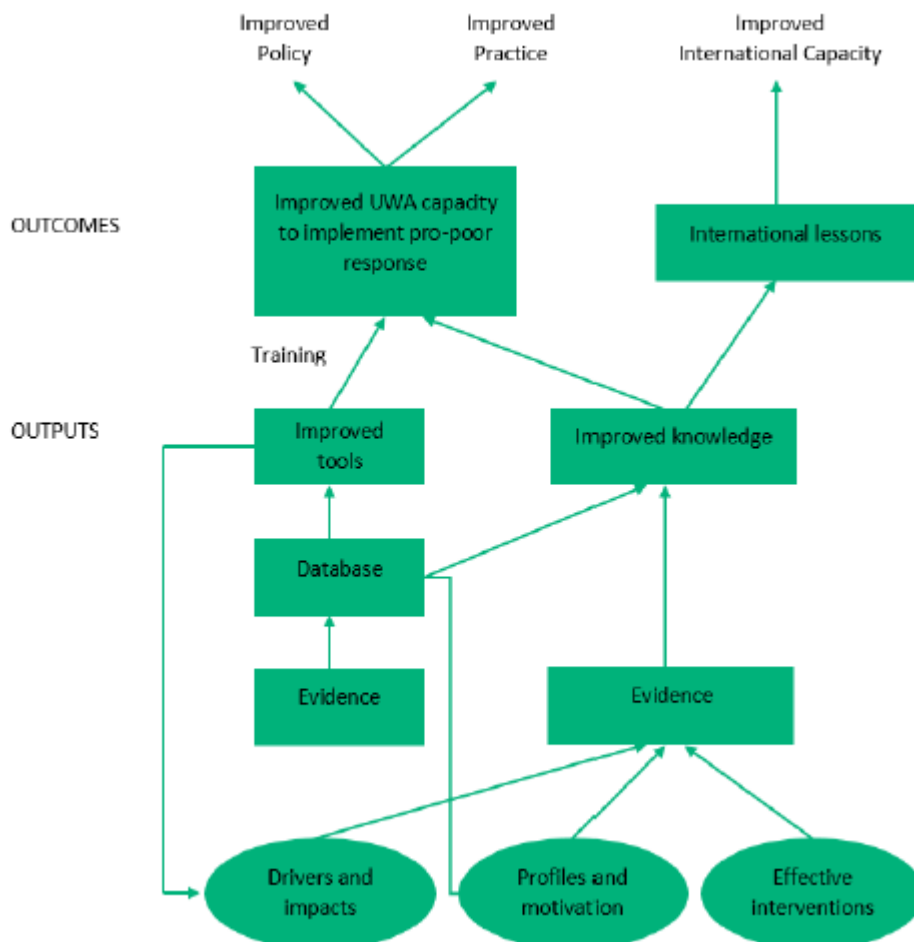 Improved
Policy
Improved
Practice
Improved
International Capacity
OUTCOMES
Improved UWA capacity
to implement pro-poor
response
International lessons
Training
OUTPUTS
Improved
tools
Improved knowledge
Database
Evidence
Evidence
Drivers and
impacts
Profiles and
motivation
Effective
interventions